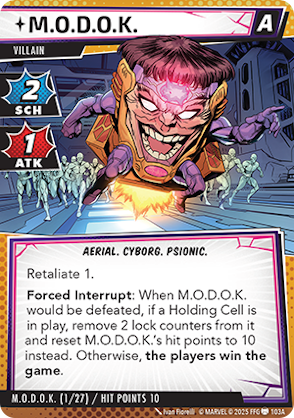 M.O.D.O.K.
A
VILLAIN
2
SCH
1
ATK
AERIAL. CYBORG. PSIONIC.
Retaliate 1.
Forced Interrupt: When M.O.D.O.K.
would be defeated, if a Holding Cell is
in play, remove 2 lock counters from it
and reset M.O.D.O.K.'s hit points to 10
instead. Otherwise, the players win the
game.
M.O.D.O.K. (1/27) / HIT POINTS 10
Ivan Fiorelli © MARVEL © 2025 FFG 103A